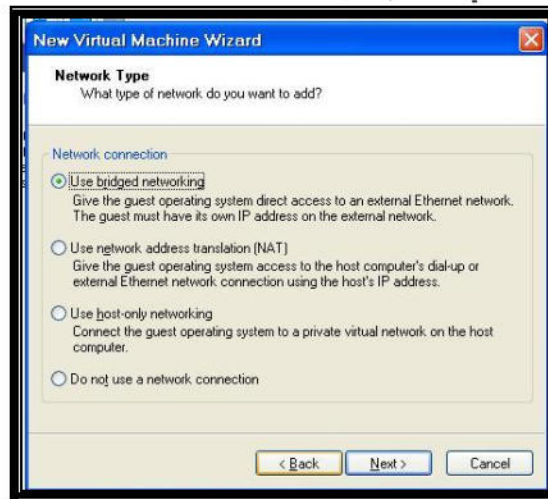 New Virtual Machine Wizard
Network Type
What type of network do you want to add?
Network connection
Use bridged networking
Give the guest operating system direct access to an external Ethernet network.
The guest must have its own IP address on the external network.
Use network address translation (NAT)
Give the guest operating system access to the host computer's dial-up or
external Ethernet network connection using the host's IP address.
Use host-only networking
Connect the guest operating system to a private virtual network on the host
computer.
Do not use a network connection
< Back Next > Cancel